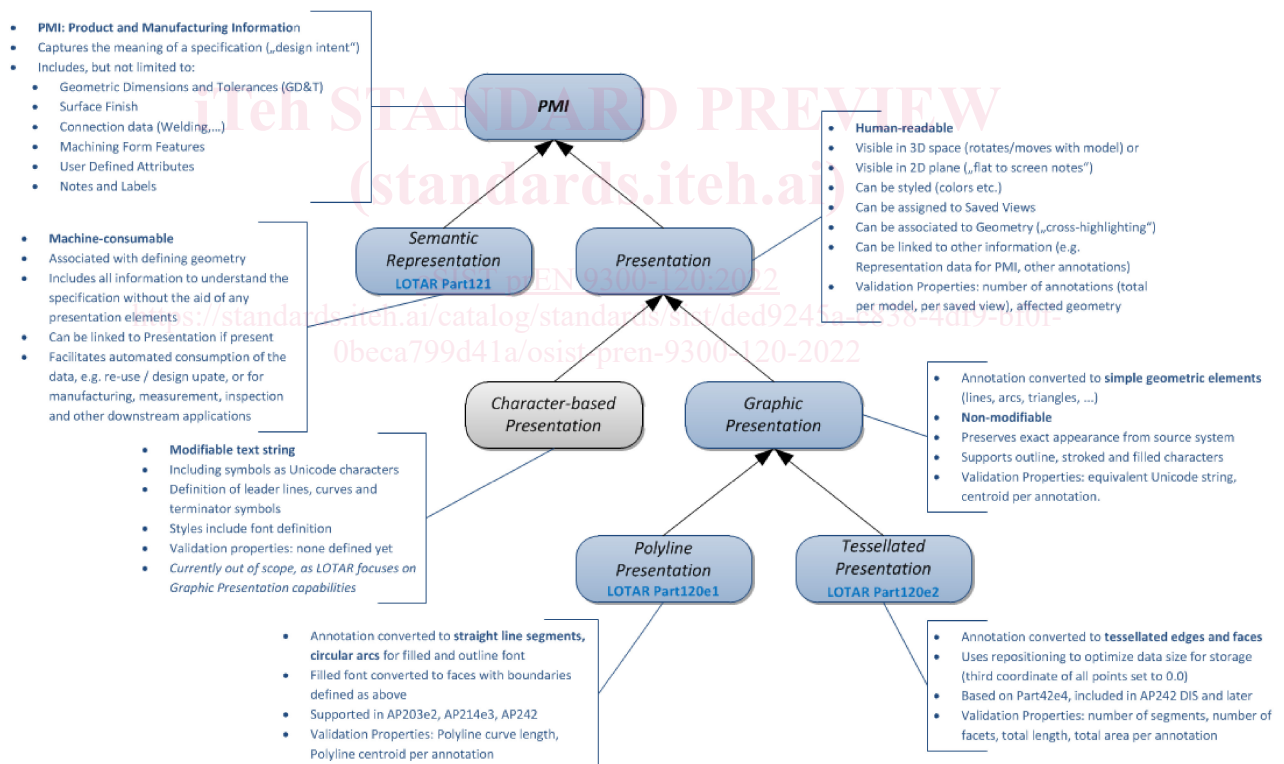 • PMI: Product and Manufacturing Information
• Captures the meaning of a specification („design intent“)
• Includes, but not limited to:
• Geometric Dimensions and Tolerances (GD&T)
• Surface Finish
• Connection data (Welding,…)
• Machining Form Features
• User Defined Attributes
• Notes and Labels
PMI
iTeh STANDARD PREVIEW
(standards.iteh.ai)
• Human-readable
• Visible in 3D space (rotates/moves with model) or
• Visible in 2D plane („flat to screen notes“)
• Can be styled (colors etc.)
• Can be assigned to Saved Views
• Can be associated to Geometry („cross-highlighting“)
• Can be linked to other information (e.g.
Representation data for PMI, other annotations)
• Validation Properties: number of annotations (total
per model, per saved view), affected geometry
• Machine-consumable
• Associated with defining geometry
• Includes all information to understand the
specification without the aid of any
presentation elements
• Can be linked to Presentation if present
• Facilitates automated consumption of the
data, e.g. re-use / design upate, or for
manufacturing, measurement, inspection
and other downstream applications
Semantic
Representation
LOTAR Part121
Presentation
oSIST prEN 9300-120:2022
0beca799d41a/osist-pren-9300-120-2022
Character-based
Presentation
Graphic
Presentation
• Annotation converted to simple geometric elements
(lines, arcs, triangles, …)
• Non-modifiable
• Preserves exact appearance from source system
• Supports outline, stroked and filled characters
• Validation Properties: equivalent Unicode string,
centroid per annotation.
• Modifiable text string
• Including symbols as Unicode characters
• Definition of leader lines, curves and
terminator symbols
• Styles include font definition
• Validation properties: none defined yet
• Currently out of scope, as LOTAR focuses on
Graphic Presentation capabilities
Polyline
Presentation
LOTAR Part120e1
Tessellated
Presentation
LOTAR Part120e2
• Annotation converted to straight line segments,
circular arcs for filled and outline font
• Filled font converted to faces with boundaries
defined as above
• Supported in AP203e2, AP214e3, AP242
• Validation Properties: Polyline curve length,
Polyline centroid per annotation
• Annotation converted to tessellated edges and faces
• Uses repositioning to optimize data size for storage
(third coordinate of all points set to 0.0)
• Based on Part42e4, included in AP242 DIS and later
• Validation Properties: number of segments, number of
facets, total length, total area per annotation